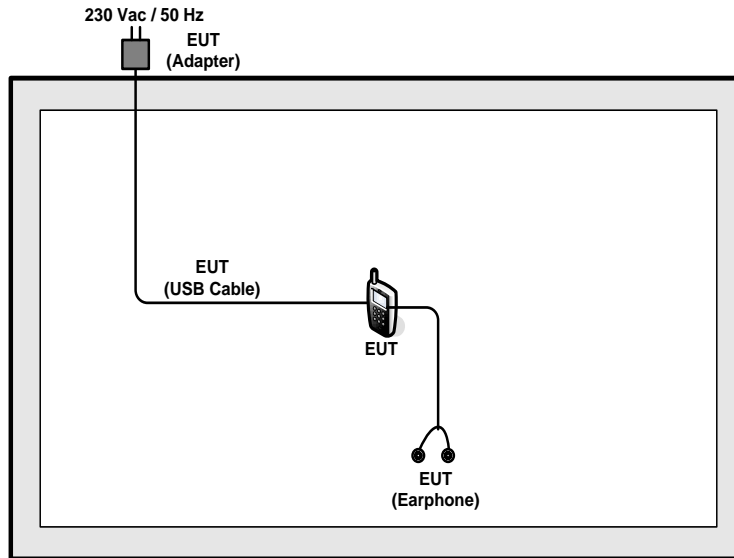 230 Vac / 50 Hz
EUT
(Adapter)
EUT
(USB Cable)
EUT
EUT
(Earphone)